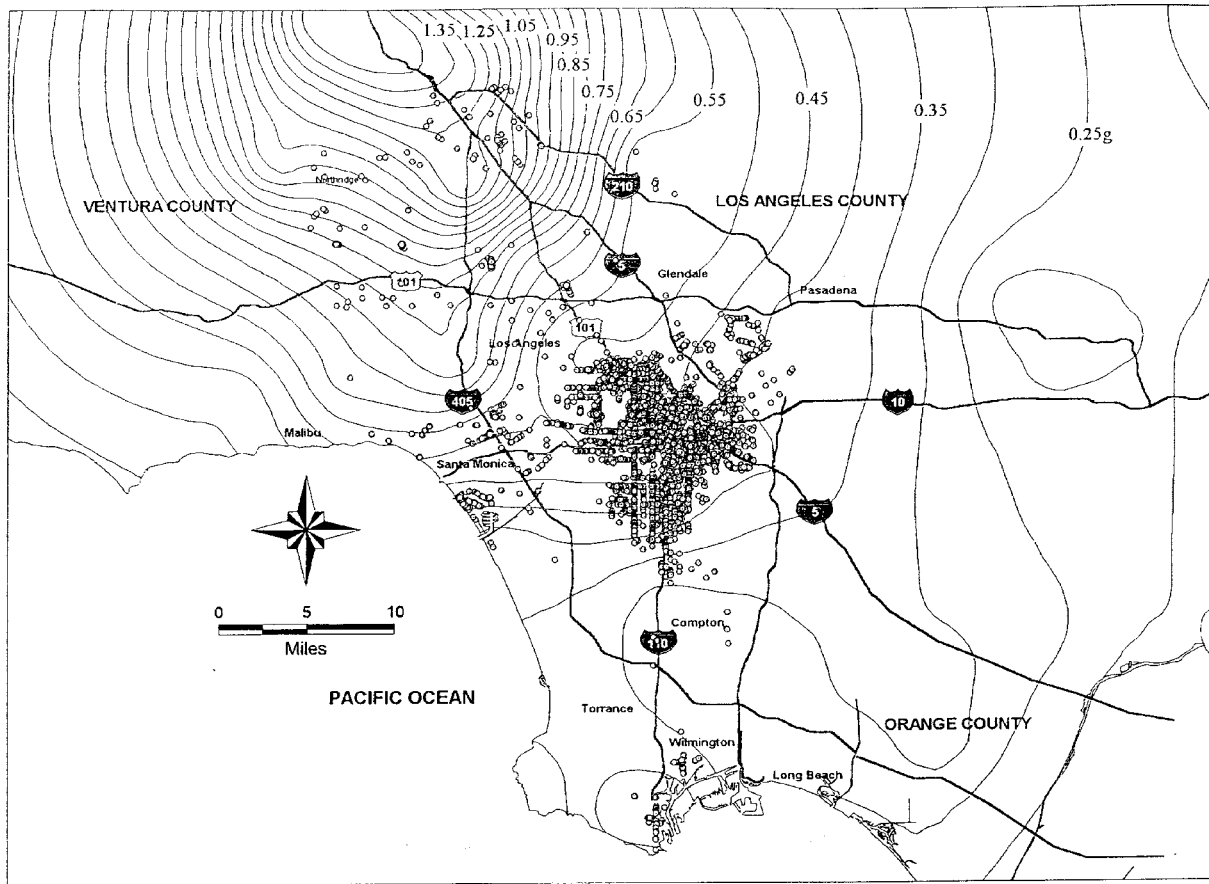 1.35 1.25 1.05
0.95
0.85
0.75
0.65
0.55
0.45
0.35
0.25g
Northridge
VENTURA COUNTY
210
LOS ANGELES COUNTY
5
Glendale
101
Pasadena
101
Los Angeles
405
10
Malibu
Santa Monica
5
0 5 10
Miles
Compton
110
PACIFIC OCEAN
Torrance
ORANGE COUNTY
Wilmington
Long Beach